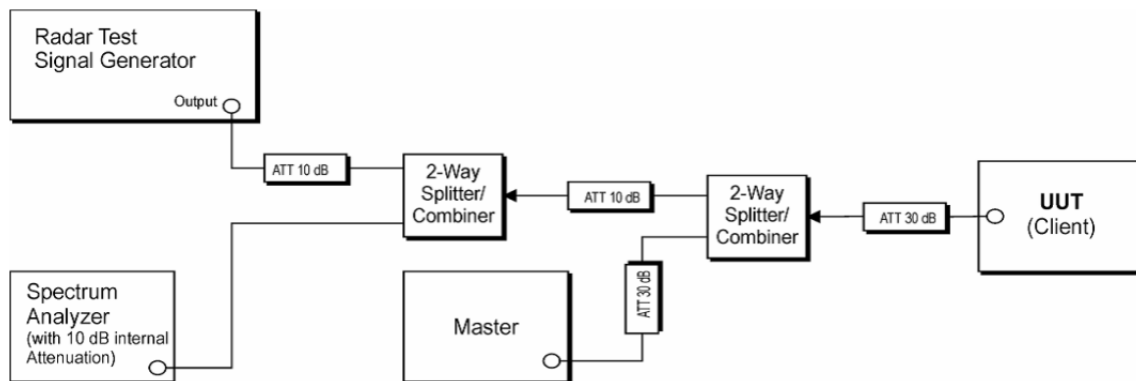 Radar Test
Signal Generator
Output
ATT 10 dB
2-Way
Splitter/
Combiner
ATT 10 dB
2-Way
Splitter/
Combiner
ATT 30 dB
UUT
(Client)
Spectrum
Analyzer
(with 10 dB internal
Attenuation)
Master
ATT 30 dB